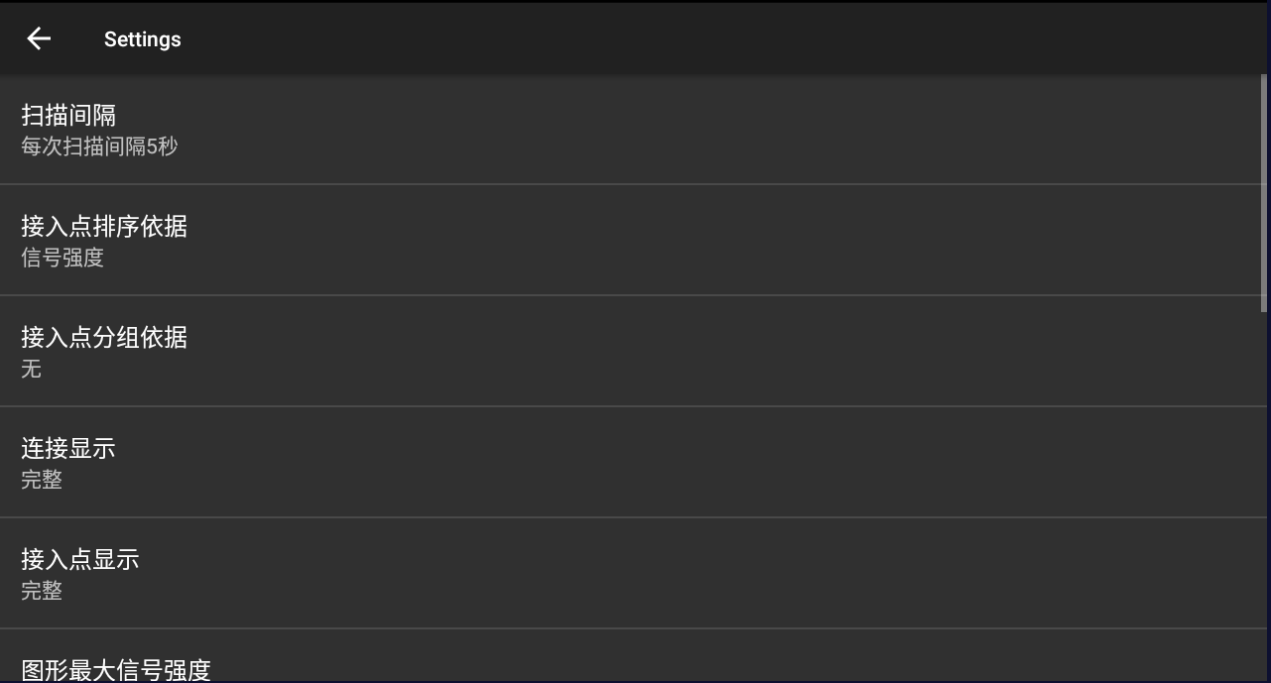 Settings
扫描间隔
每次扫描间隔5秒
接入点排序依据
信号强度
接入点分组依据
无
连接显示
完整
接入点显示
完整
图形最大信号强度